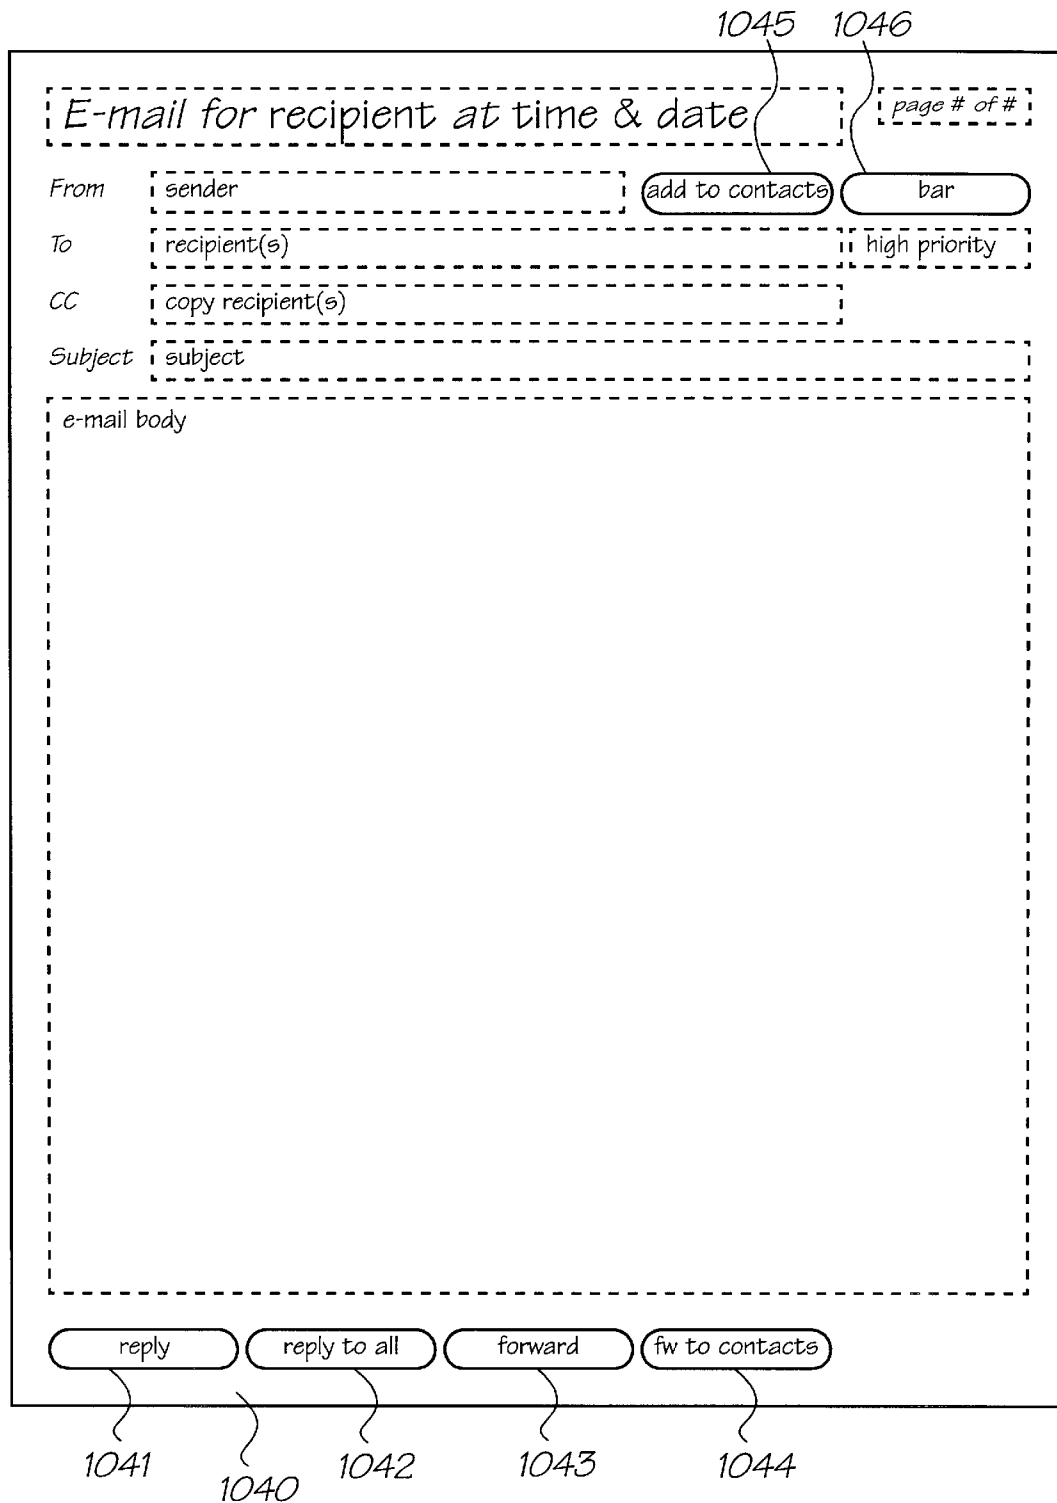 1045 1046
E-mail for recipient at time & date page # of #
From sender add to contacts bar
To recipient(s) high priority
CC copy recipient(s)
Subject subject
e-mail body
reply reply to all forward fw to contacts
1041 1040 1042 1043 1044